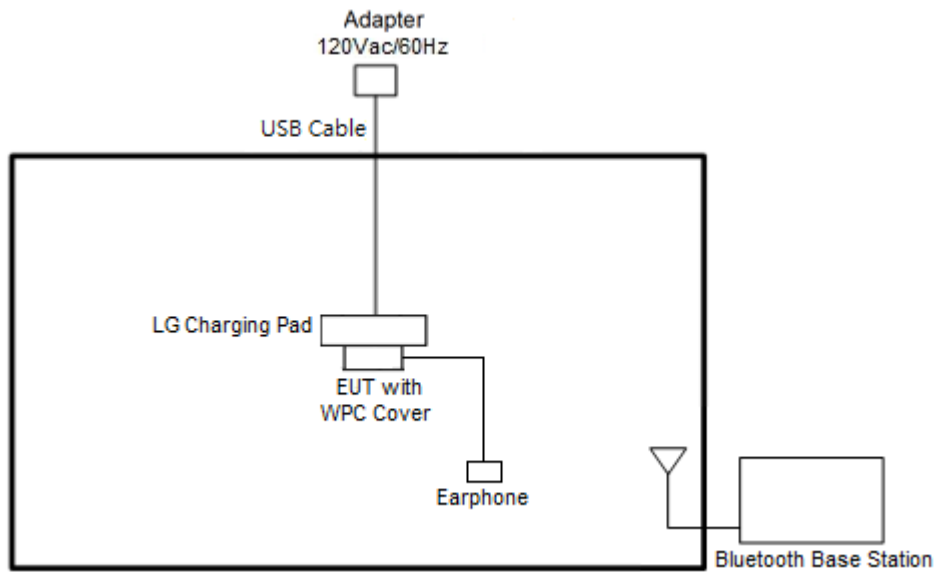 Adapter
120Vac/60Hz
USB Cable
LG Charging Pad
EUT with
WPC Cover
Earphone
Bluetooth Base Station